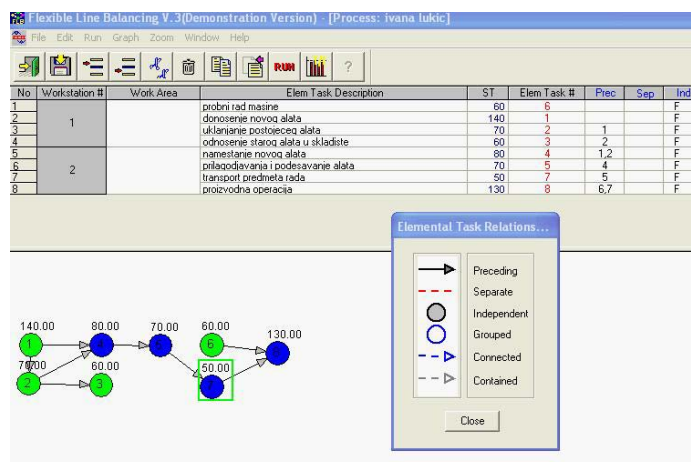 Flexible Line Balancing V.3(Demonstration Version) - [Process: ivana lukic]
File Edit Run Graph Zoom Window Help
RUN ?
No Workstation # Work Area Elem Task Description ST Elem Task # Prec Sep Ind
1 1 probni rad masine 60 6 F
2 donosenje novog alata 140 1 F
3 uklanjanje postojeceg alata 70 2 1 F
4 odnosenje starog alata u skladiste 60 3 2 F
5 2 namestanje novog alata 80 4 1,2 F
6 prilagodjavanja i podesavanje alata 70 5 4 F
7 transport predmeta rada 50 7 5 F
8 proizvodna operacija 130 8 6,7 F
Elemental Task Relations...
Preceding
Separate
Independent
Grouped
Connected
Contained
Close
140.00 80.00 70.00 60.00 130.00
1 4 5 6 8
70.00 60.00 50.00
2 3 7